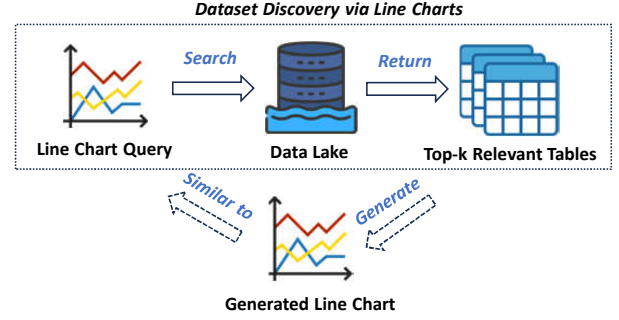 Dataset Discovery via Line Charts
Search
Return
Line Chart Query
Data Lake
Top-k Relevant Tables
Similar to
Generate
Generated Line Chart